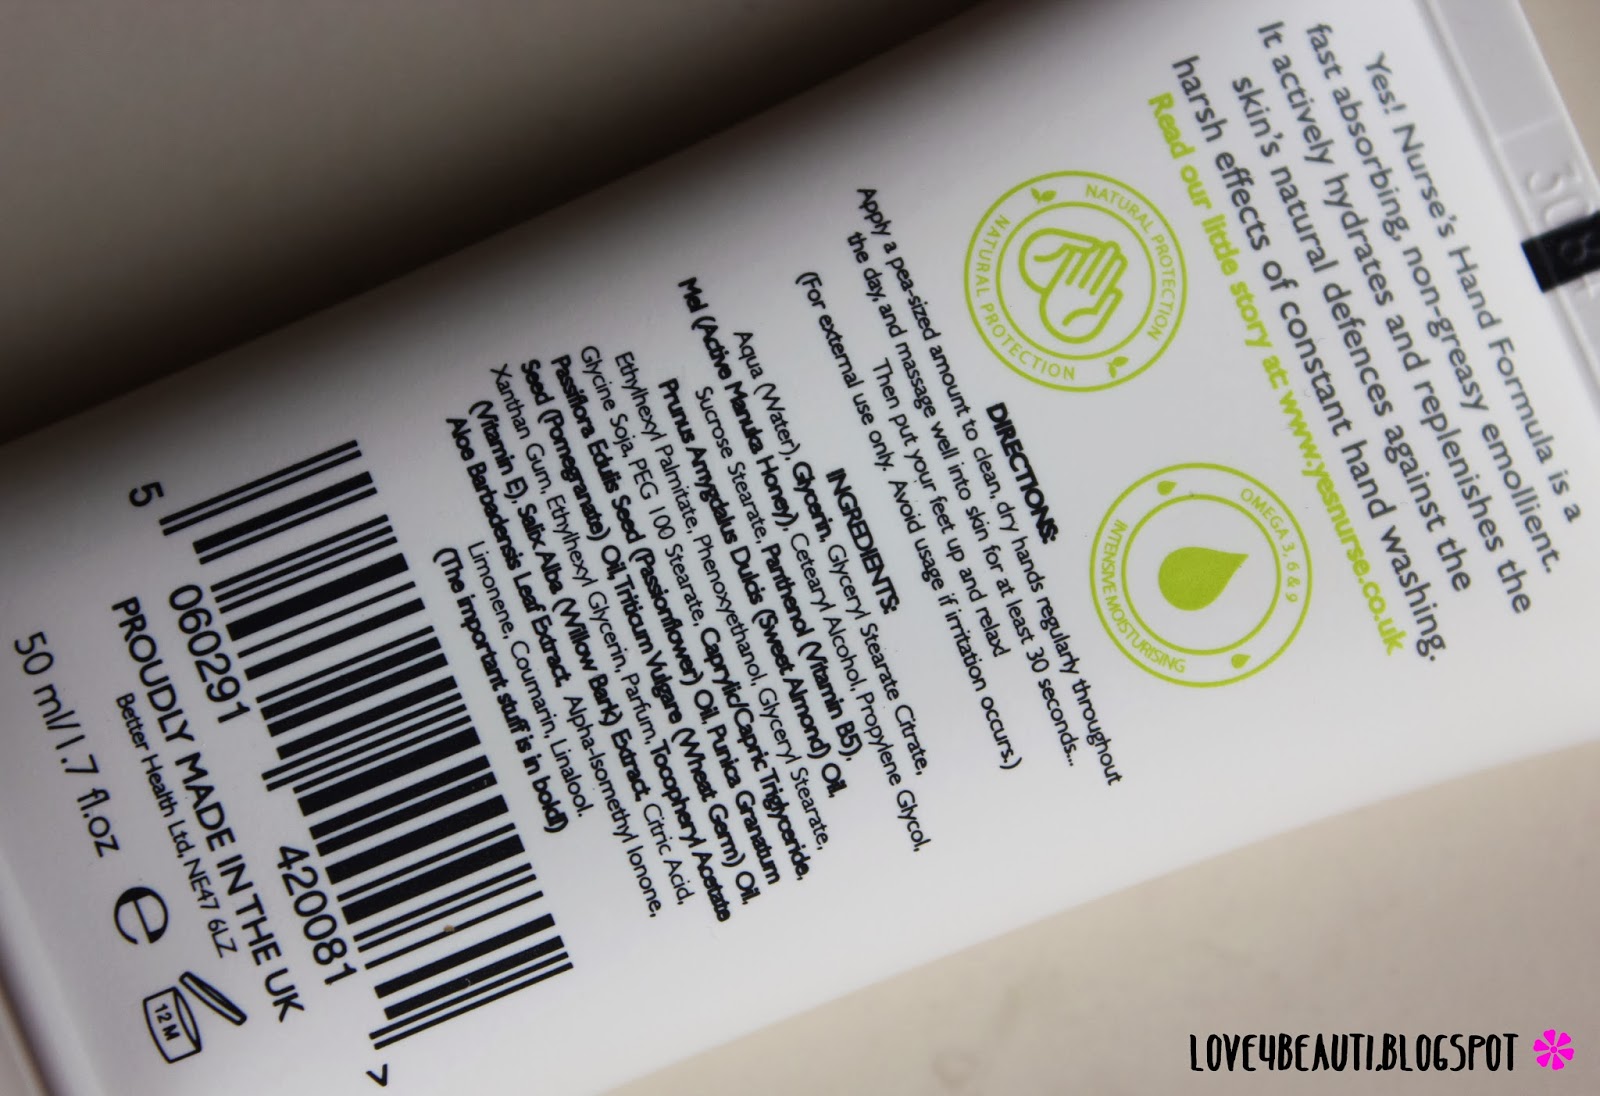 Yes! Nurse's Hand Formula is a
fast absorbing, non-greasy emollient.
It actively hydrates and replenishes the
skin's natural defences against the
harsh effects of constant hand washing.
Read our little story at: www.yesnurse.co.uk
NATURAL PROTECTION
NATURAL PROTECTION
OMEGA 3, 6 & 9
INTENSIVE MOISTURISING
DIRECTIONS:
Apply a pea-sized amount to clean, dry hands regularly throughout
the day, and massage well into skin for at least 30 seconds...
Then put your feet up and relax!
(For external use only. Avoid usage if irritation occurs.)
INGREDIENTS:
Aqua (Water), Glycerin, Glyceryl Stearate Citrate,
Mel (Active Manuka Honey), Cetearyl Alcohol, Propylene Glycol,
Sucrose Stearate, Panthenol (Vitamin B5),
Prunus Amygdalus Dulcis (Sweet Almond) Oil,
Ethylhexyl Palmitate, Phenoxyethanol, Glyceryl Stearate,
Glycine Soja, PEG 100 Stearate, Caprylic/Capric Triglyceride,
Passiflora Edulis Seed (Passionflower) Oil, Punica Granatum
Seed (Pomegranate) Oil, Triticum Vulgare (Wheat Germ) Oil,
Xanthan Gum, Ethylhexyl Glycerin, Parfum, Tocopheryl Acetate
(Vitamin E), Salix Alba (Willow Bark) Extract, Citric Acid,
Aloe Barbadensis Leaf Extract, Alpha-Isomethyl Ionone,
Limonene, Coumarin, Linalool.
(The important stuff is in bold!)
5 060291 420081 >
PROUDLY MADE IN THE UK
Better Health Ltd, NE47 6LZ
50 ml/1.7 fl.oz e
12 M
LOVE4BEAUTI.BLOGSPOT